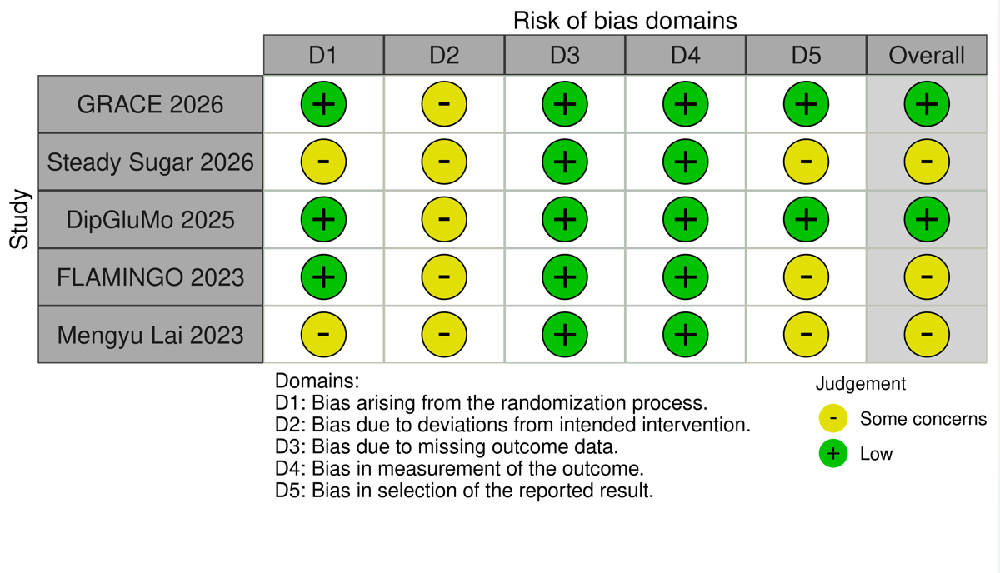 Risk of bias domains
D1 D2 D3 D4 D5 Overall
Study
GRACE 2026 + - + + + +
Steady Sugar 2026 - - + + - -
DipGluMo 2025 + - + + + +
FLAMINGO 2023 + - + + - -
Mengyu Lai 2023 - - + + - -
Domains:
D1: Bias arising from the randomization process.
D2: Bias due to deviations from intended intervention.
D3: Bias due to missing outcome data.
D4: Bias in measurement of the outcome.
D5: Bias in selection of the reported result.
Judgement
- Some concerns
+ Low